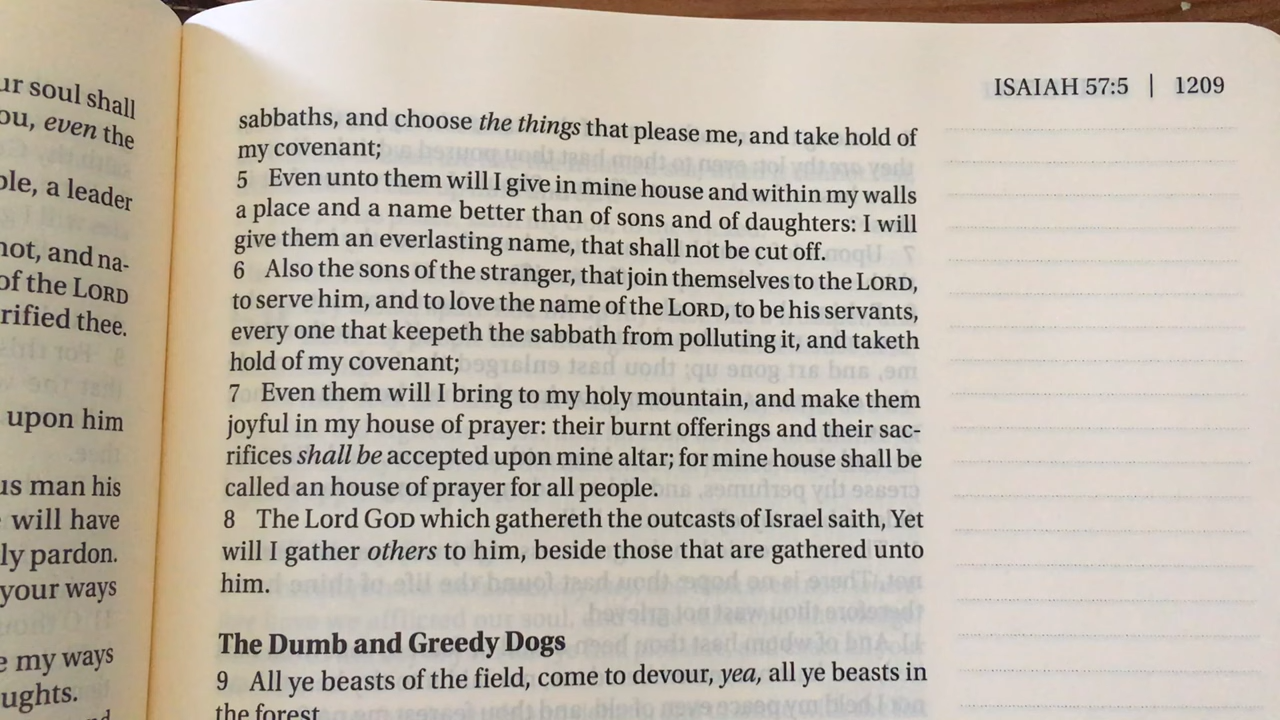 ur soul shall
ou, even the
ble, a leader
not, and na-
of the LORD
rified thee.
upon him
us man his
will have
ly pardon.
your ways
e my ways
ughts.
ISAIAH 57:5 | 1209
sabbaths, and choose the things that please me, and take hold of
my covenant;
5 Even unto them will I give in mine house and within my walls
a place and a name better than of sons and of daughters: I will
give them an everlasting name, that shall not be cut off.
6 Also the sons of the stranger, that join themselves to the LORD,
to serve him, and to love the name of the LORD, to be his servants,
every one that keepeth the sabbath from polluting it, and taketh
hold of my covenant;
7 Even them will I bring to my holy mountain, and make them
joyful in my house of prayer: their burnt offerings and their sac-
rifices shall be accepted upon mine altar; for mine house shall be
called an house of prayer for all people.
8 The Lord GOD which gathereth the outcasts of Israel saith, Yet
will I gather others to him, beside those that are gathered unto
him.
The Dumb and Greedy Dogs
9 All ye beasts of the field, come to devour, yea, all ye beasts in
the forest